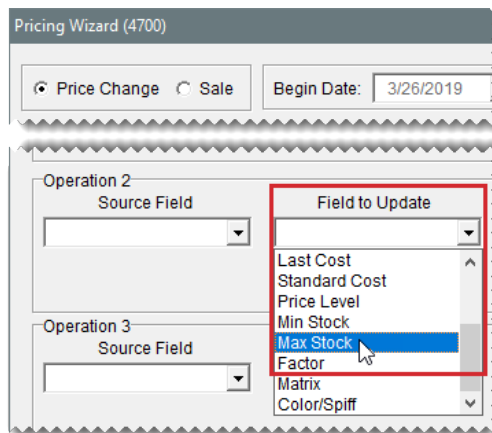 Pricing Wizard (4700)
Price Change Sale Begin Date: 3/26/2019
Operation 2
Source Field Field to Update
Last Cost
Standard Cost
Price Level
Min Stock
Max Stock
Factor
Matrix
Color/Spiff
Operation 3
Source Field